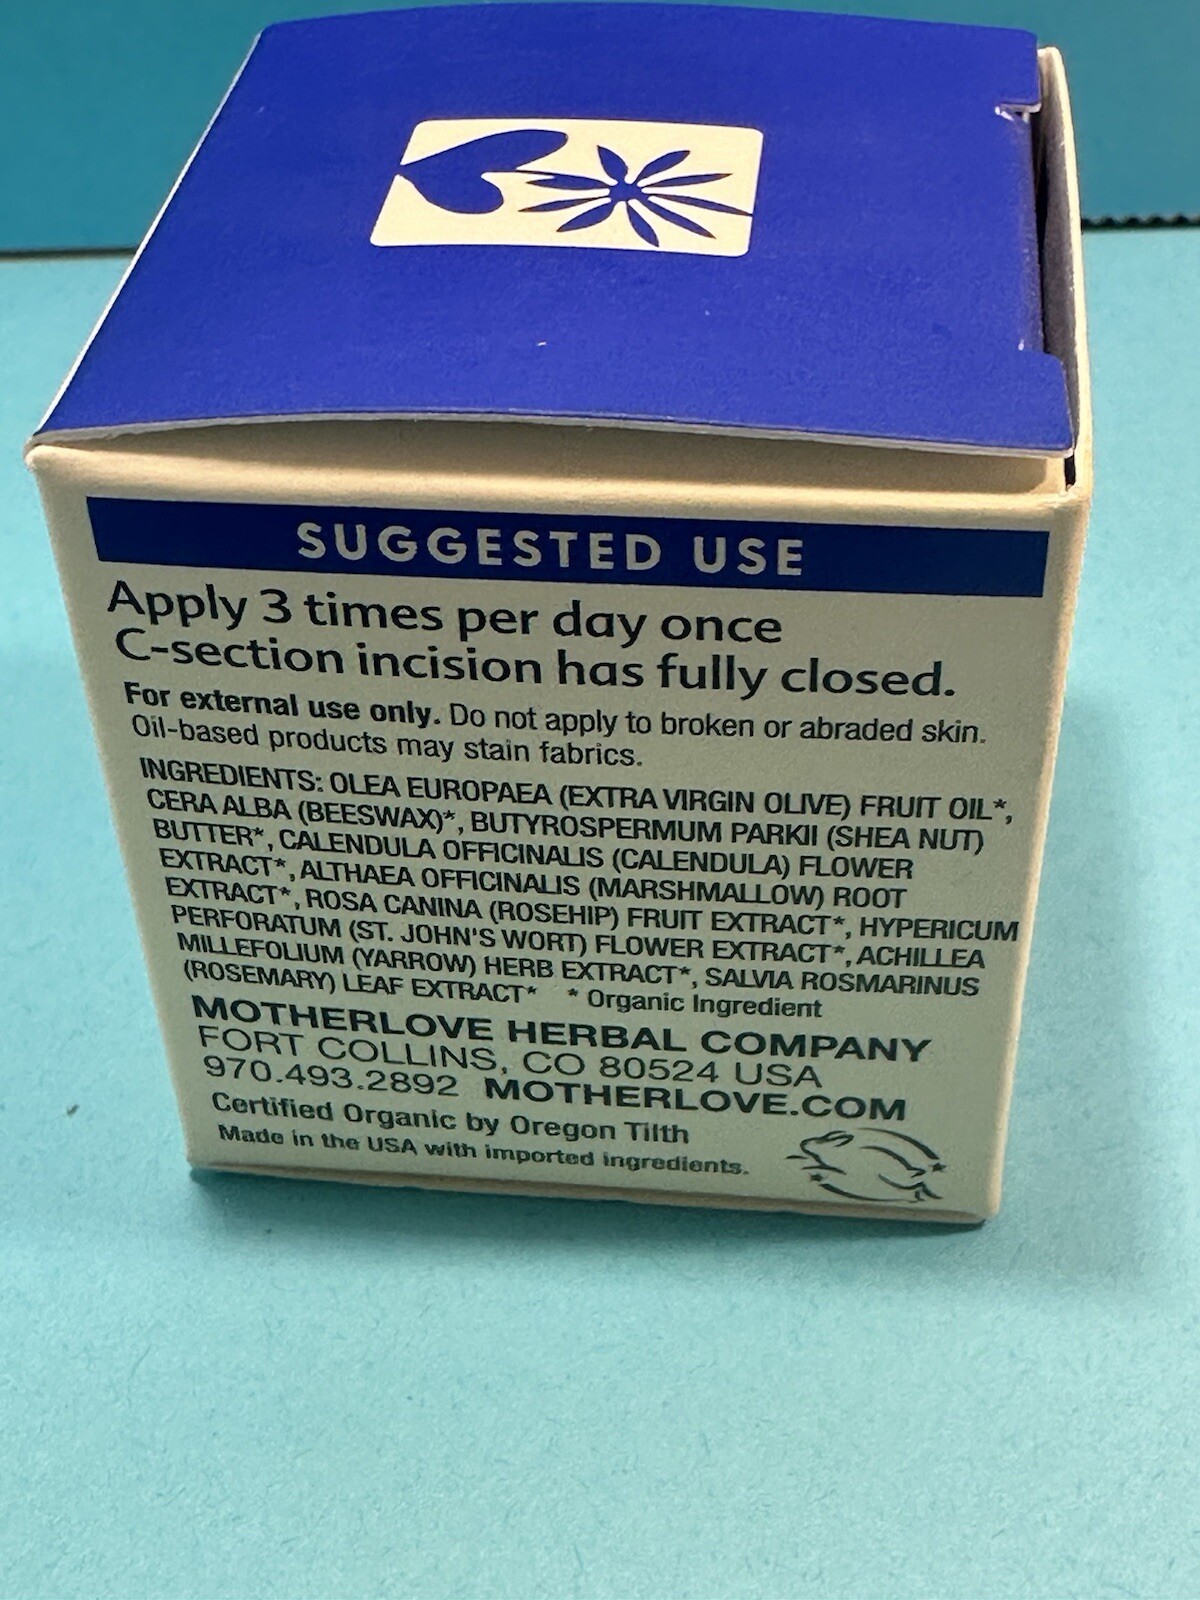 SUGGESTED USE
Apply 3 times per day once
C-section incision has fully closed.
For external use only. Do not apply to broken or abraded skin.
Oil-based products may stain fabrics.
INGREDIENTS: OLEA EUROPAEA (EXTRA VIRGIN OLIVE) FRUIT OIL*,
CERA ALBA (BEESWAX)*, BUTYROSPERMUM PARKII (SHEA NUT)
BUTTER*, CALENDULA OFFICINALIS (CALENDULA) FLOWER
EXTRACT*, ALTHAEA OFFICINALIS (MARSHMALLOW) ROOT
EXTRACT*, ROSA CANINA (ROSEHIP) FRUIT EXTRACT*, HYPERICUM
PERFORATUM (ST. JOHN'S WORT) FLOWER EXTRACT*, ACHILLEA
MILLEFOLIUM (YARROW) HERB EXTRACT*, SALVIA ROSMARINUS
(ROSEMARY) LEAF EXTRACT* * Organic Ingredient
MOTHERLOVE HERBAL COMPANY
FORT COLLINS, CO 80524 USA
970.493.2892 MOTHERLOVE.COM
Certified Organic by Oregon Tilth
Made in the USA with imported ingredients.